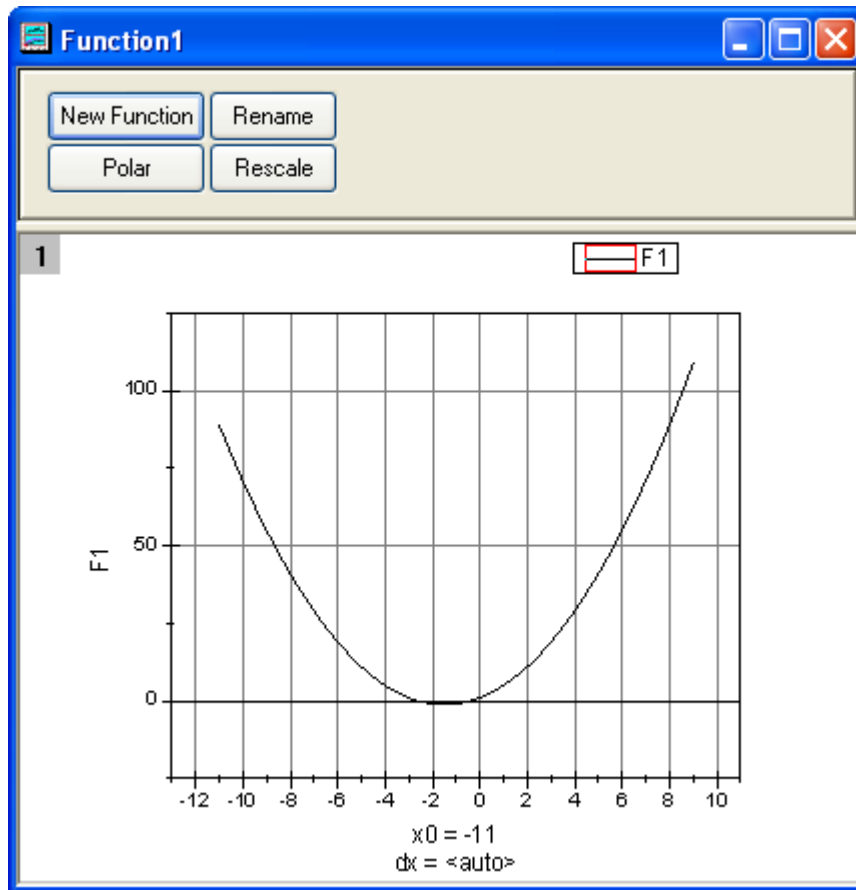 Function1
New Function Rename
Polar Rescale
1 F1
100
50
0
F1
-12 -10 -8 -6 -4 -2 0 2 4 6 8 10
x0 = -11
dx = <auto>